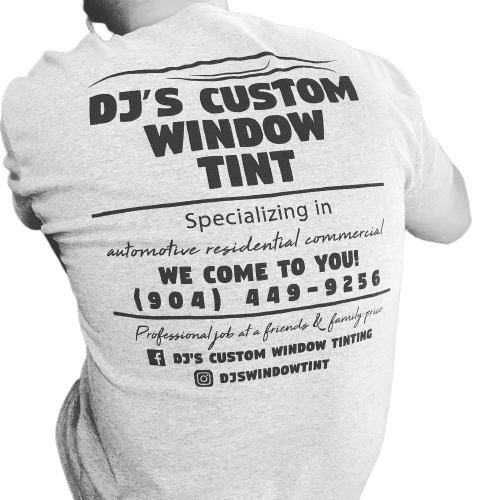 DJ'S CUSTOM
WINDOW
TINT
Specializing in
automotive residential commercial
WE COME TO YOU!
(904) 449-9256
Professional job at a friends & family price
DJ'S CUSTOM WINDOW TINTING
DJSWINDOWTINT